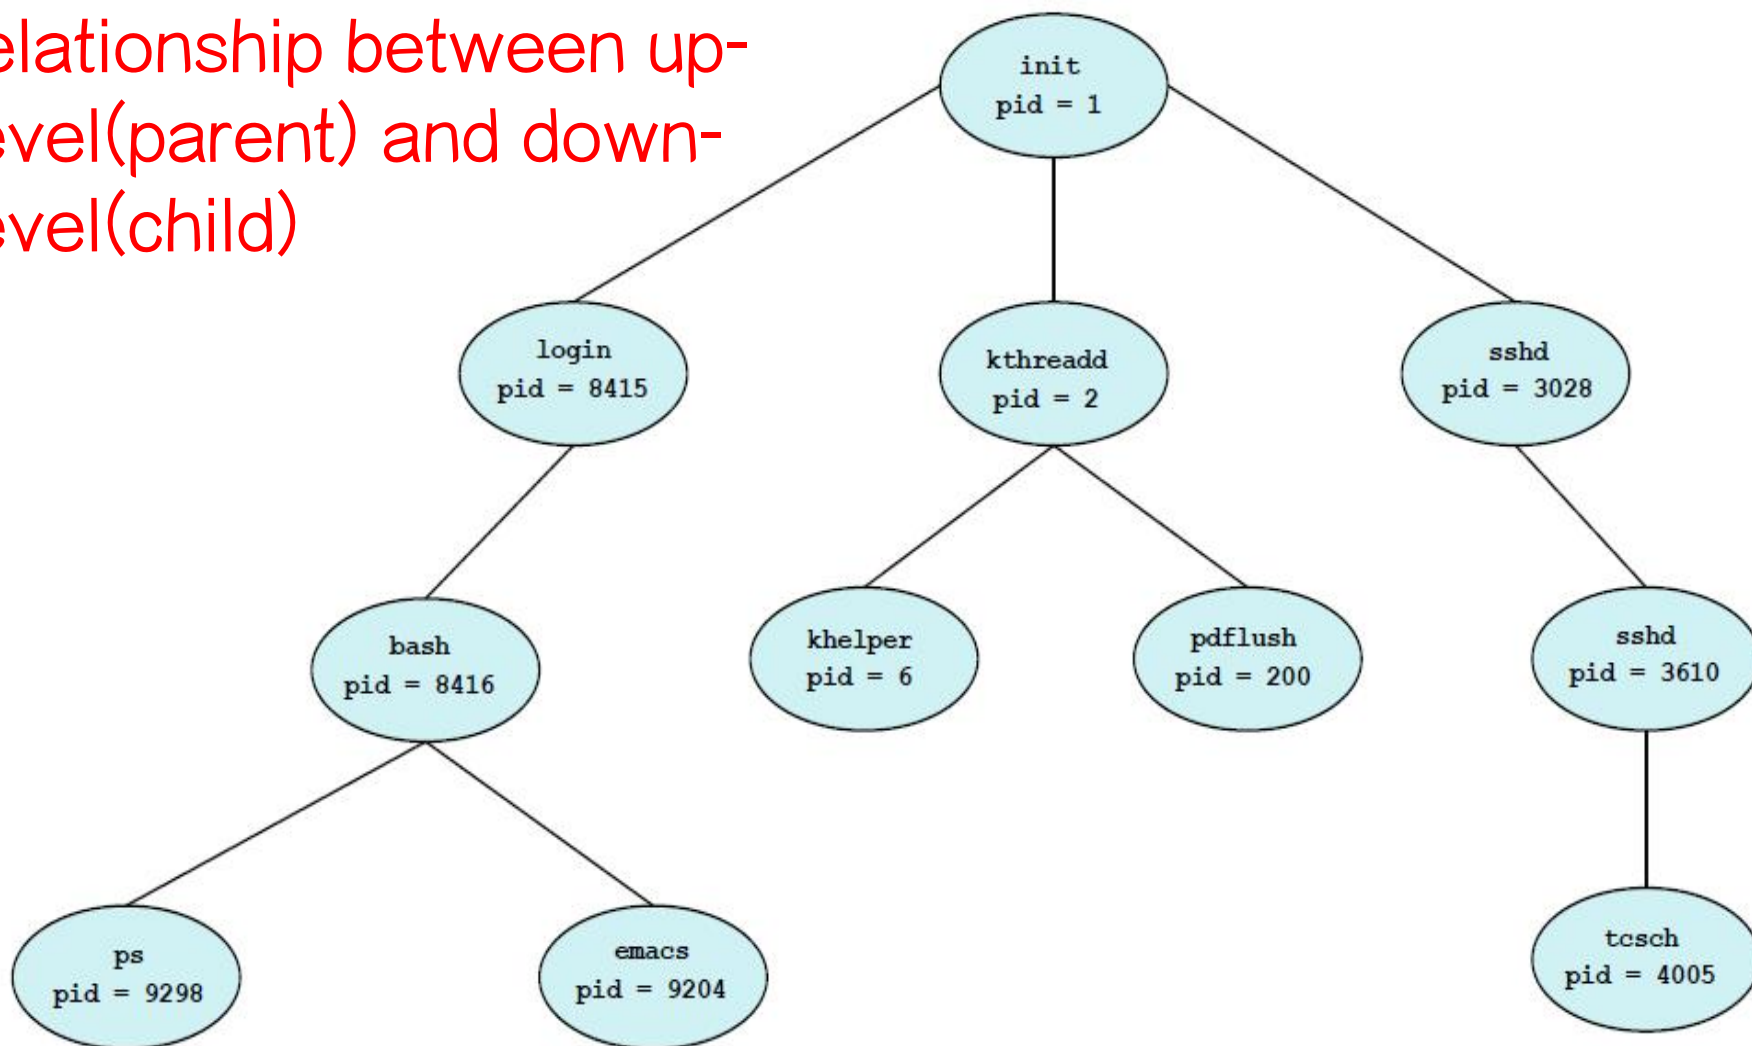 elationship between up-
evel(parent) and down-
evel(child)
init
pid = 1
login
pid = 8415
kthreadd
pid = 2
sshd
pid = 3028
bash
pid = 8416
khelper
pid = 6
pdflush
pid = 200
sshd
pid = 3610
ps
pid = 9298
emacs
pid = 9204
tcsch
pid = 4005